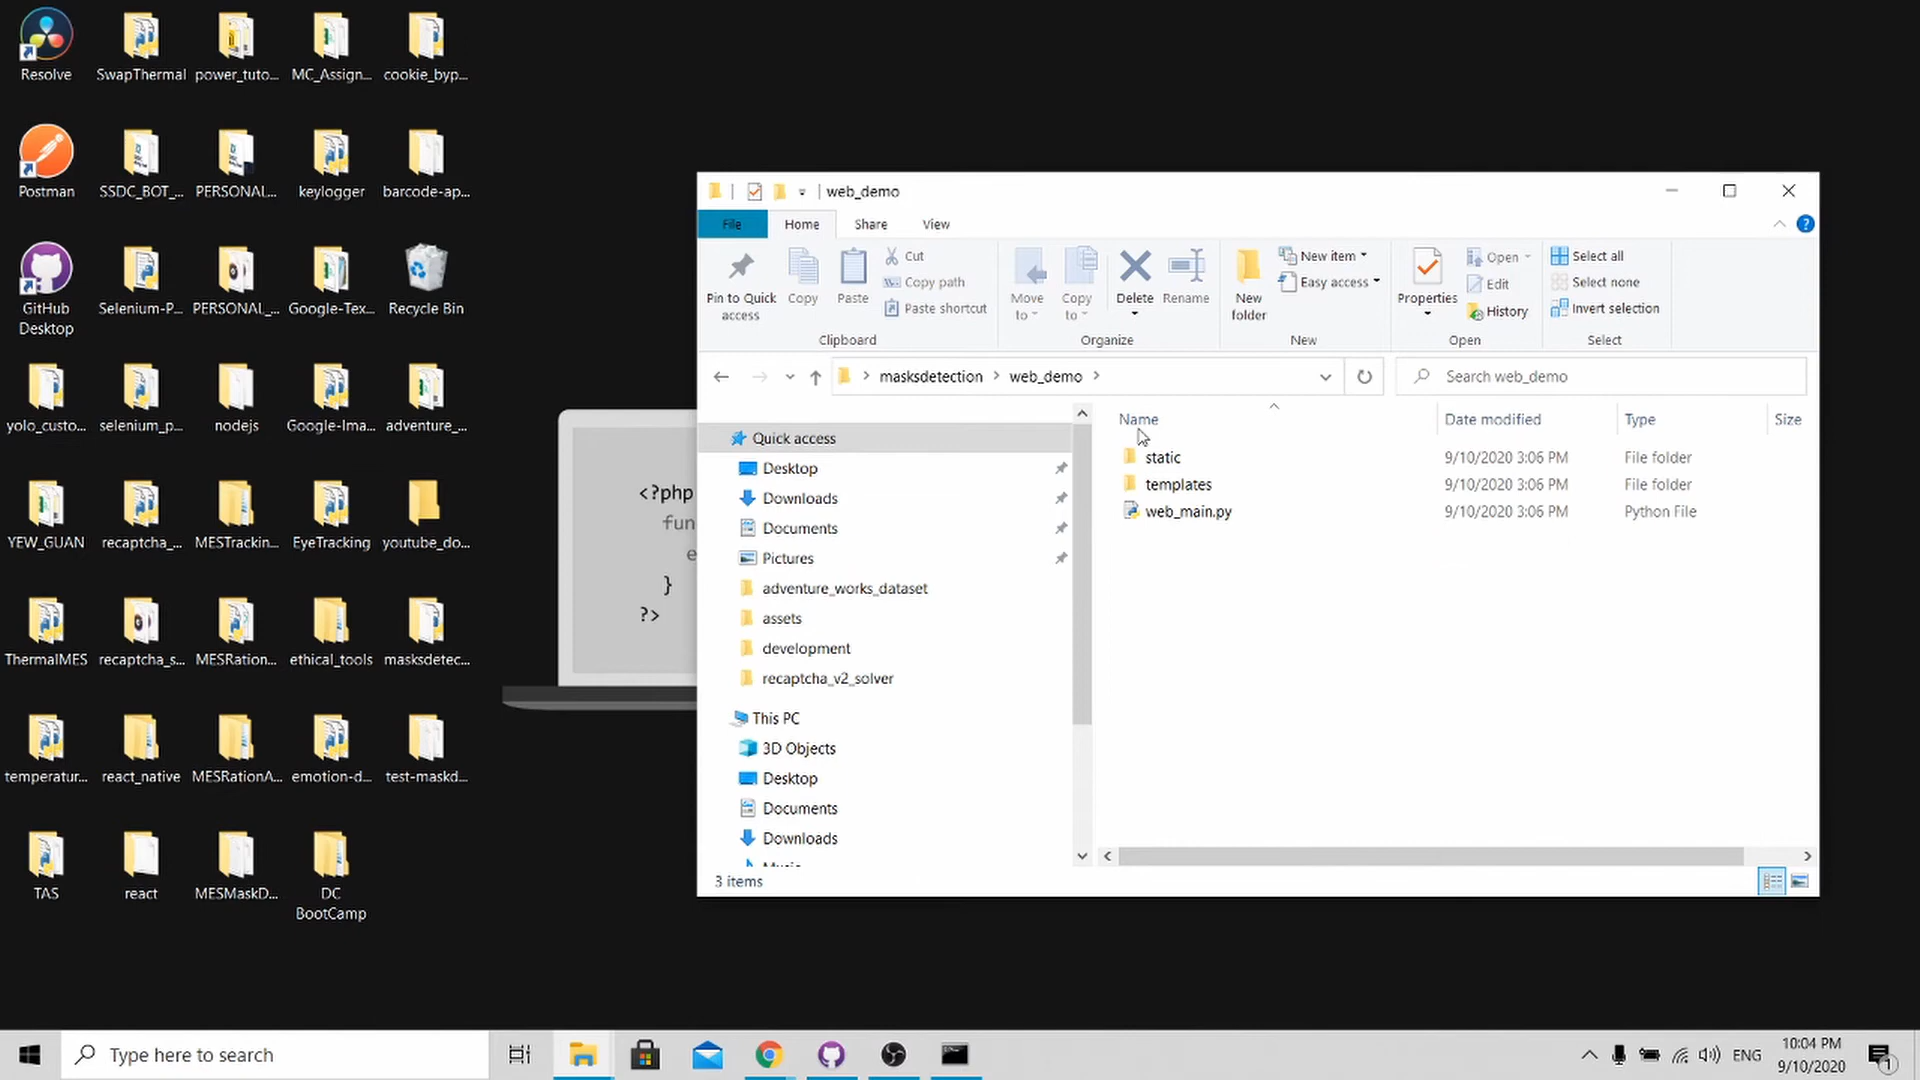 Resolve
SwapThermal
power_tuto...
MC_Assign...
cookie_byp...
Postman
SSDC_BOT_...
PERSONAL...
keylogger
barcode-ap...
GitHub
Desktop
Selenium-P...
PERSONAL_...
Google-Tex...
Recycle Bin
yolo_custo...
selenium_p...
nodejs
Google-Ima...
adventure_...
YEW_GUAN
recaptcha_...
MESTrackin...
EyeTracking
youtube_do...
ThermalMES
recaptcha_s...
MESRation...
ethical_tools
masksdetec...
temperatur...
react_native
MESRationA...
emotion-d...
test-maskd...
TAS
react
MESMaskD...
DC
BootCamp
<?php
fun
e
}
?>
web_demo
File
Home
Share
View
Pin to Quick
access
Copy
Paste
Cut
Copy path
Paste shortcut
Clipboard
Move
to
Copy
to
Delete
Rename
Organize
New
folder
New item
Easy access
New
Properties
Open
Edit
History
Open
Select all
Select none
Invert selection
Select
masksdetection
web_demo
Search web_demo
Quick access
Desktop
Downloads
Documents
Pictures
adventure_works_dataset
assets
development
recaptcha_v2_solver
This PC
3D Objects
Desktop
Documents
Downloads
Music
Name
Date modified
Type
Size
static
9/10/2020 3:06 PM
File folder
templates
9/10/2020 3:06 PM
File folder
web_main.py
9/10/2020 3:06 PM
Python File
3 items
Type here to search
ENG
10:04 PM
9/10/2020
1